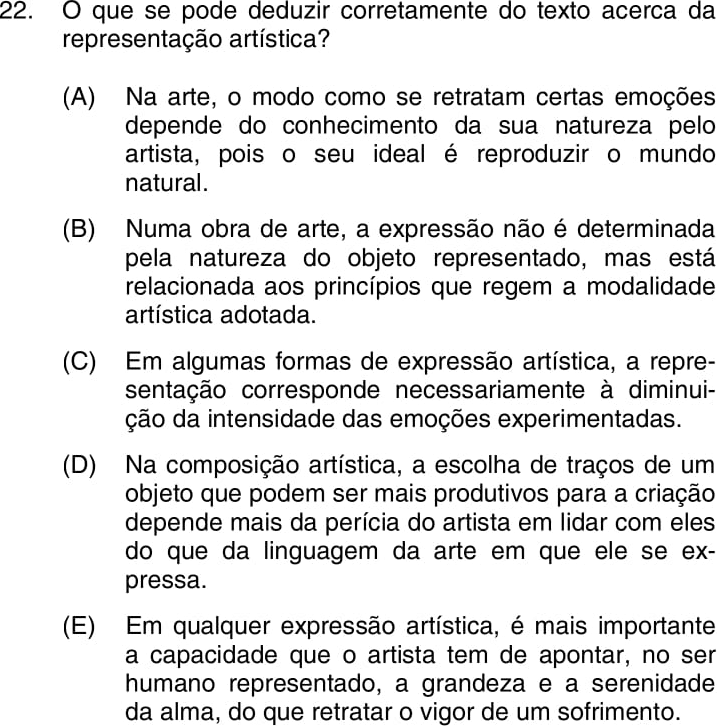 22. O que se pode deduzir corretamente do texto acerca da
representação artística?
(A) Na arte, o modo como se retratam certas emoções
depende do conhecimento da sua natureza pelo
artista, pois o seu ideal é reproduzir o mundo
natural.
(B) Numa obra de arte, a expressão não é determinada
pela natureza do objeto representado, mas está
relacionada aos princípios que regem a modalidade
artística adotada.
(C) Em algumas formas de expressão artística, a repre-
sentação corresponde necessariamente à diminui-
ção da intensidade das emoções experimentadas.
(D) Na composição artística, a escolha de traços de um
objeto que podem ser mais produtivos para a criação
depende mais da perícia do artista em lidar com eles
do que da linguagem da arte em que ele se ex-
pressa.
(E) Em qualquer expressão artística, é mais importante
a capacidade que o artista tem de apontar, no ser
humano representado, a grandeza e a serenidade
da alma, do que retratar o vigor de um sofrimento.